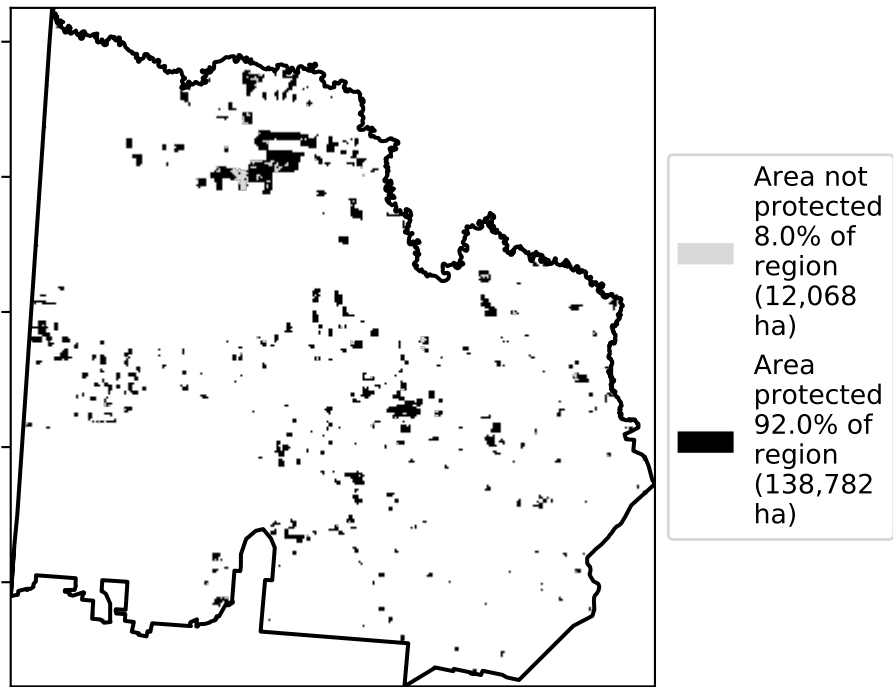 Area not
protected
8.0% of
region
(12,068
ha)
Area
protected
92.0% of
region
(138,782
ha)